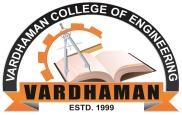 VARDHAMAN COLLEGE OF ENGINEERING
VARDHAMAN
ESTD. 1999